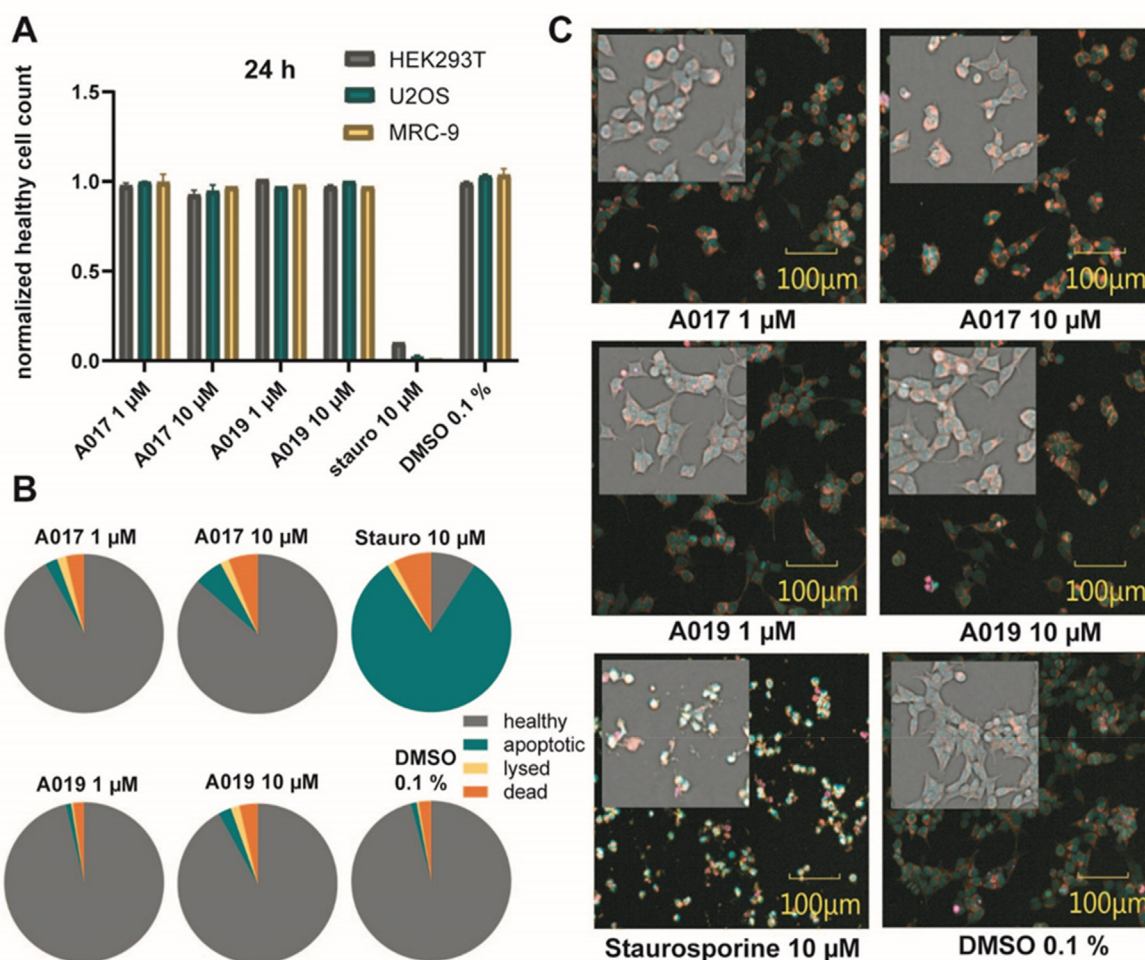 A
24 h
HEK293T
U2OS
MRC-9
normalized healthy cell count
1.5
1.0
0.5
0.0
A017 1 µM
A017 10 µM
A019 1 µM
A019 10 µM
stauro 10 µM
DMSO 0.1 %
B
A017 1 µM
A017 10 µM
Stauro 10 µM
healthy
apoptotic
lysed
dead
A019 1 µM
A019 10 µM
DMSO
0.1 %
C
100µm
100µm
A017 1 µM
A017 10 µM
100µm
100µm
A019 1 µM
A019 10 µM
100µm
100µm
Staurosporine 10 µM
DMSO 0.1 %